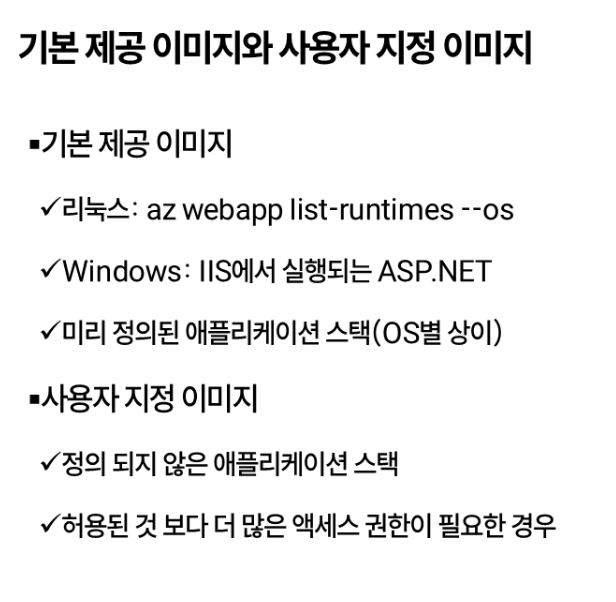 기본 제공 이미지와 사용자 지정 이미지
▪기본 제공 이미지
✓리눅스: az webapp list-runtimes --os
✓Windows: IIS에서 실행되는 ASP.NET
✓미리 정의된 애플리케이션 스택(OS별 상이)
▪사용자 지정 이미지
✓정의 되지 않은 애플리케이션 스택
✓허용된 것 보다 더 많은 액세스 권한이 필요한 경우